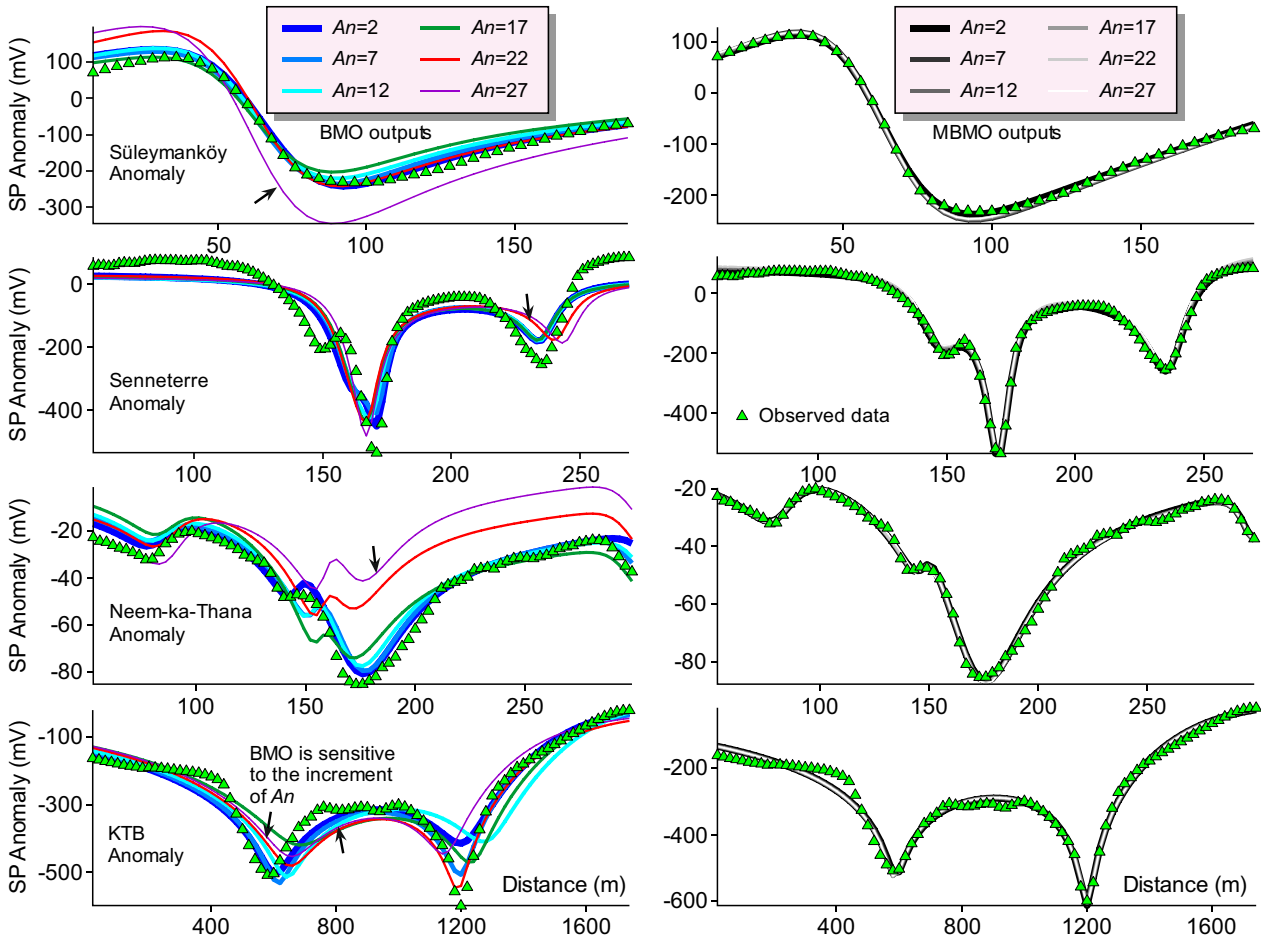 An=2 An=17
An=7 An=22
An=12 An=27
BMO outputs
SP Anomaly (mV)
100
0
-100
-200
-300
Süleymanköy
Anomaly
50 100 150
An=2 An=17
An=7 An=22
An=12 An=27
MBMO outputs
100
0
-100
-200
50 100 150
SP Anomaly (mV)
0
-200
-400
Senneterre
Anomaly
100 150 200 250
0
-200
-400
Observed data
100 150 200 250
SP Anomaly (mV)
-20
-40
-60
-80
Neem-ka-Thana
Anomaly
100 150 200 250
-20
-40
-60
-80
100 150 200 250
SP Anomaly (mV)
-100
-300
-500
BMO is sensitive
to the increment
of An
KTB
Anomaly
Distance (m)
400 800 1200 1600
-200
-400
-600
Distance (m)
400 800 1200 1600